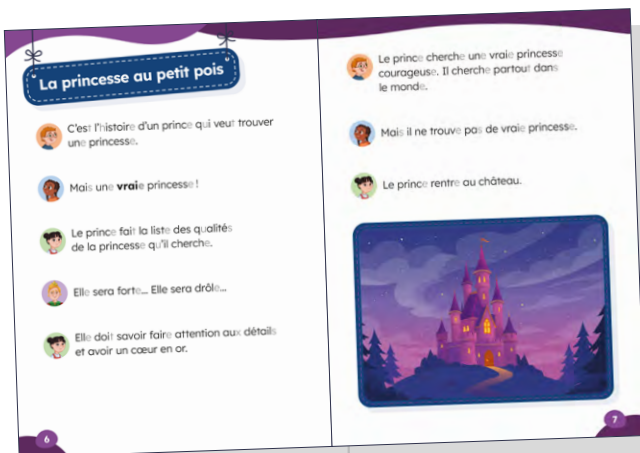 La princesse au petit pois
C'est l'histoire d'un prince qui veut trouver
une princesse.
Mais une vraie princesse !
Le prince fait la liste des qualités
de la princesse qu'il cherche.
Elle sera forte... Elle sera drôle...
Elle doit savoir faire attention aux détails
et avoir un cœur en or.
6
Le prince cherche une vraie princesse
courageuse. Il cherche partout dans
le monde.
Mais il ne trouve pas de vraie princesse.
Le prince rentre au château.
7